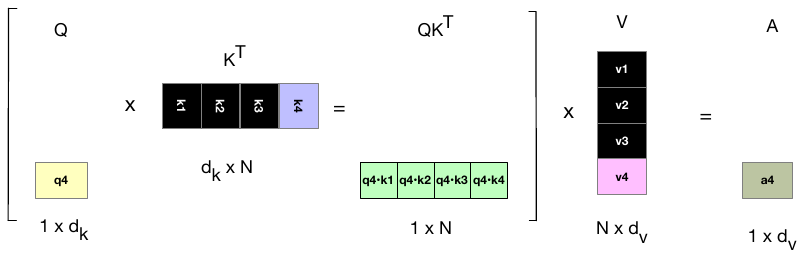 Q
K^T
QK^T
V
A
x
k1 k2 k3 k4
=
x
v1
v2
v3
v4
=
q4
d_k x N
q4·k1 q4·k2 q4·k3 q4·k4
a4
1 x d_k
1 x N
N x d_v
1 x d_v